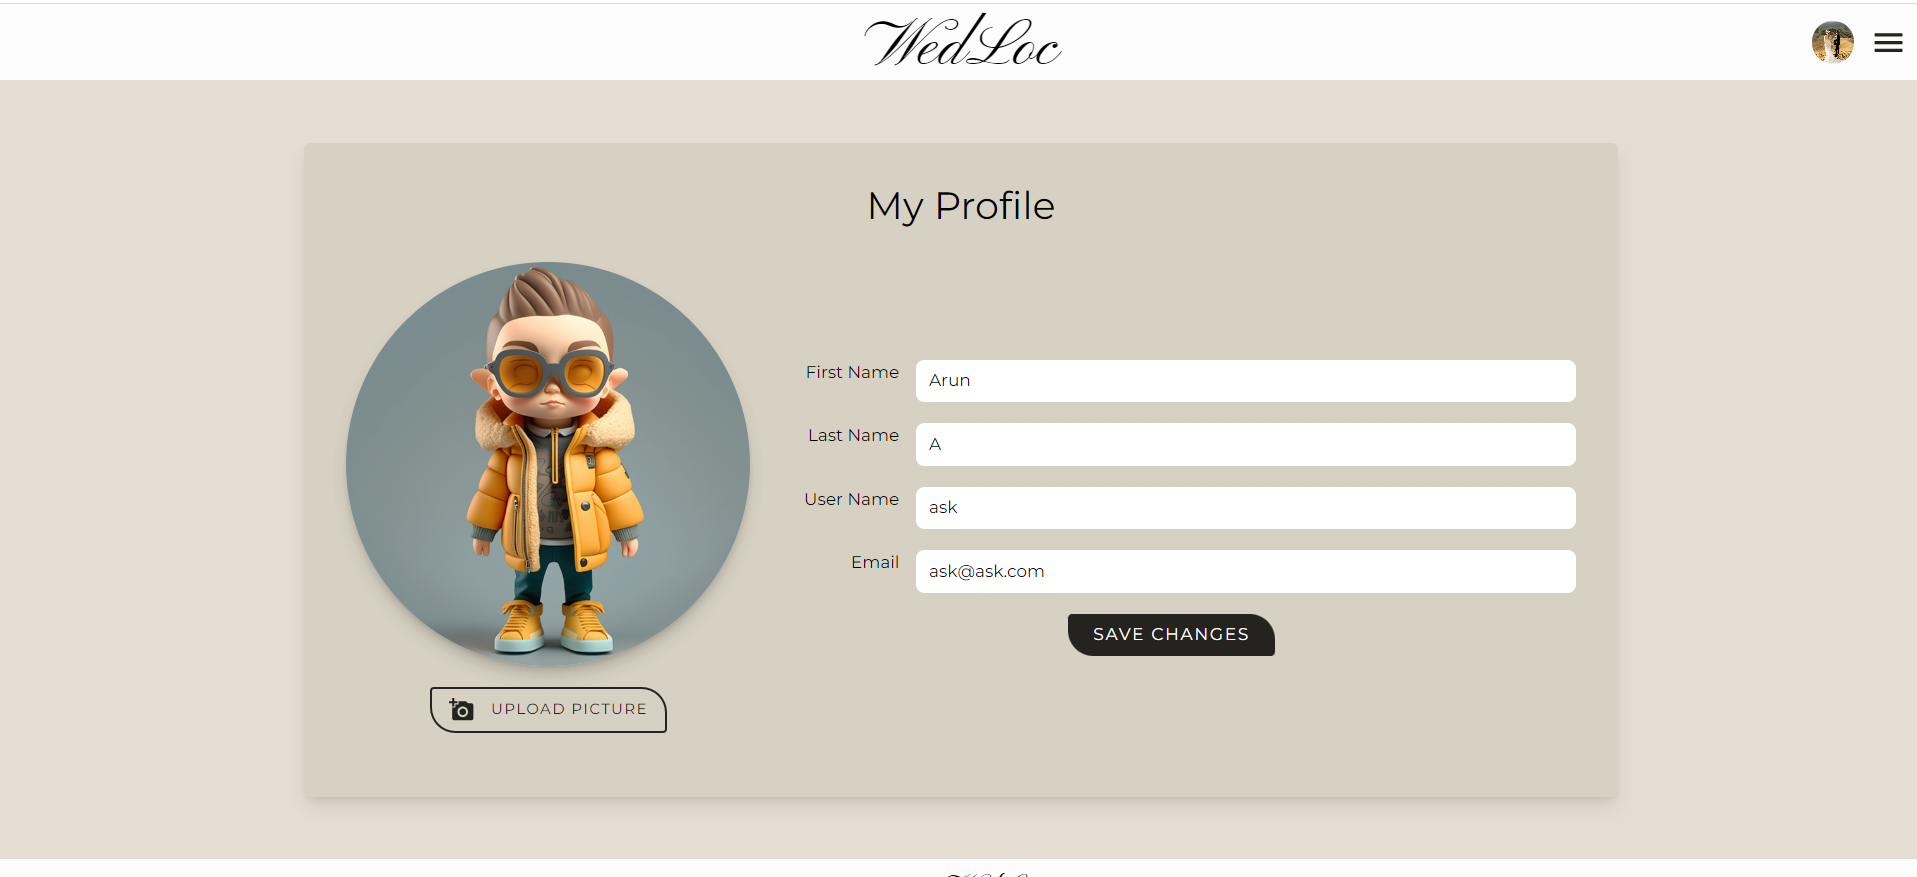 WedLoc
My Profile
First Name
Arun
Last Name
A
User Name
ask
Email
ask@ask.com
SAVE CHANGES
UPLOAD PICTURE